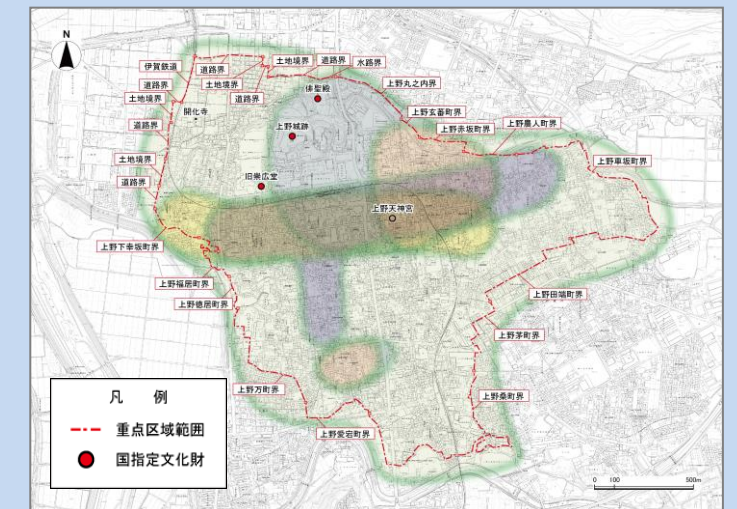 N
伊賀鉄道
道路界
土地境界
道路界
水路界
道路界
土地境界
土地境界
道路界
俳聖殿
上野丸之内界
開化寺
上野玄蕃町界
道路界
上野城跡
上野赤坂町界
上野農人町界
土地境界
上野車坂町界
道路界
旧崇広堂
上野天神宮
上野下幸坂町界
上野福居町界
上野徳居町界
上野田端町界
上野茅町界
上野万町界
上野桑町界
上野愛宕町界
凡 例
重点区域範囲
国指定文化財
0 100 500m